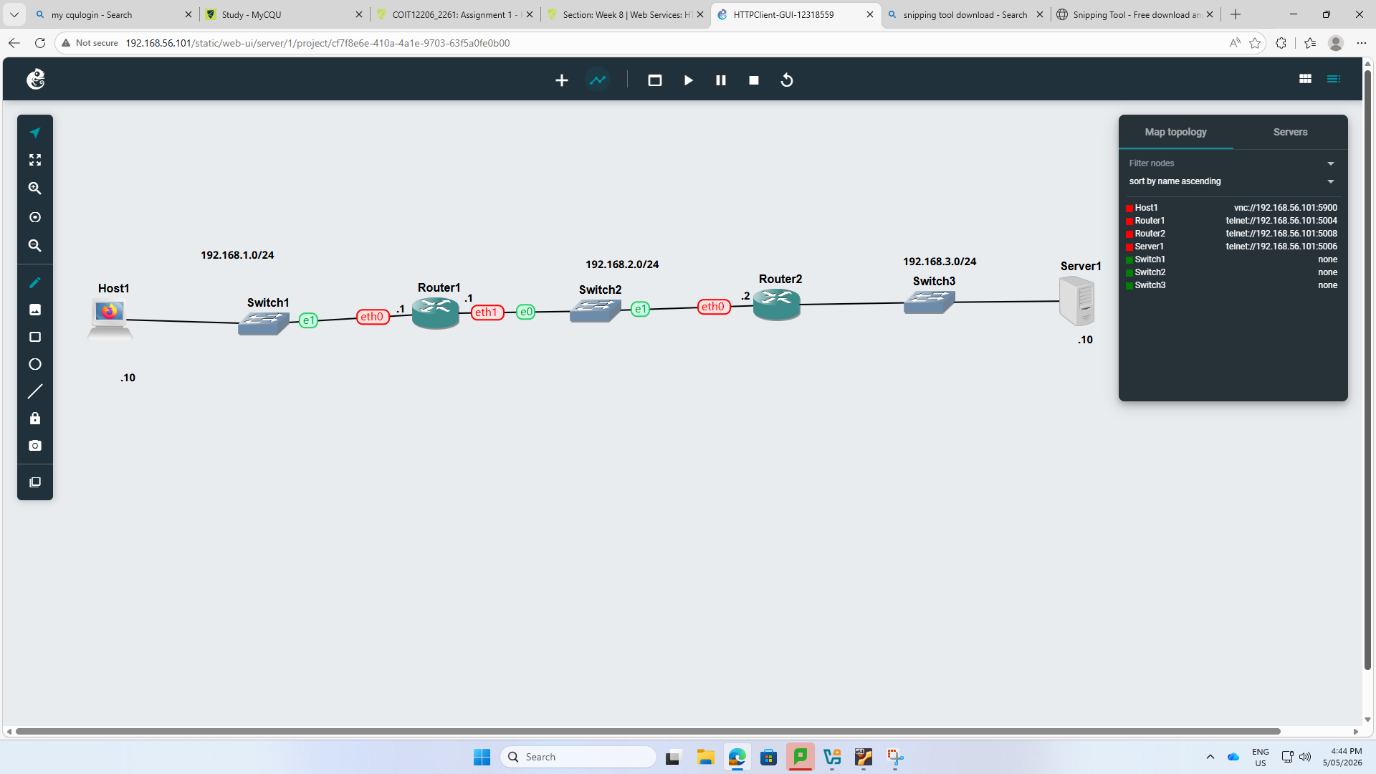 my cqulogin - Search
Study - MyCQU
COIT12206_2261: Assignment 1 -
Section: Week 8 | Web Services: HT
HTTPClient-GUI-12318559
snipping tool download - Search
Snipping Tool - Free download an
Not secure 192.168.56.101/static/web-ui/server/1/project/cf7f8e6e-410a-4a1e-9703-63f5a0fe0b00
Map topology Servers
Filter nodes
sort by name ascending
Host1 vnc://192.168.56.101:5900
Router1 telnet://192.168.56.101:5004
Router2 telnet://192.168.56.101:5008
Server1 telnet://192.168.56.101:5006
Switch1 none
Switch2 none
Switch3 none
192.168.1.0/24
192.168.2.0/24
192.168.3.0/24
Host1
Switch1
e1
eth0
.1
Router1
.1
eth1
e0
Switch2
e1
eth0
.2
Router2
Switch3
Server1
.10
.10
Search
ENG
US
4:44 PM
5/05/2026